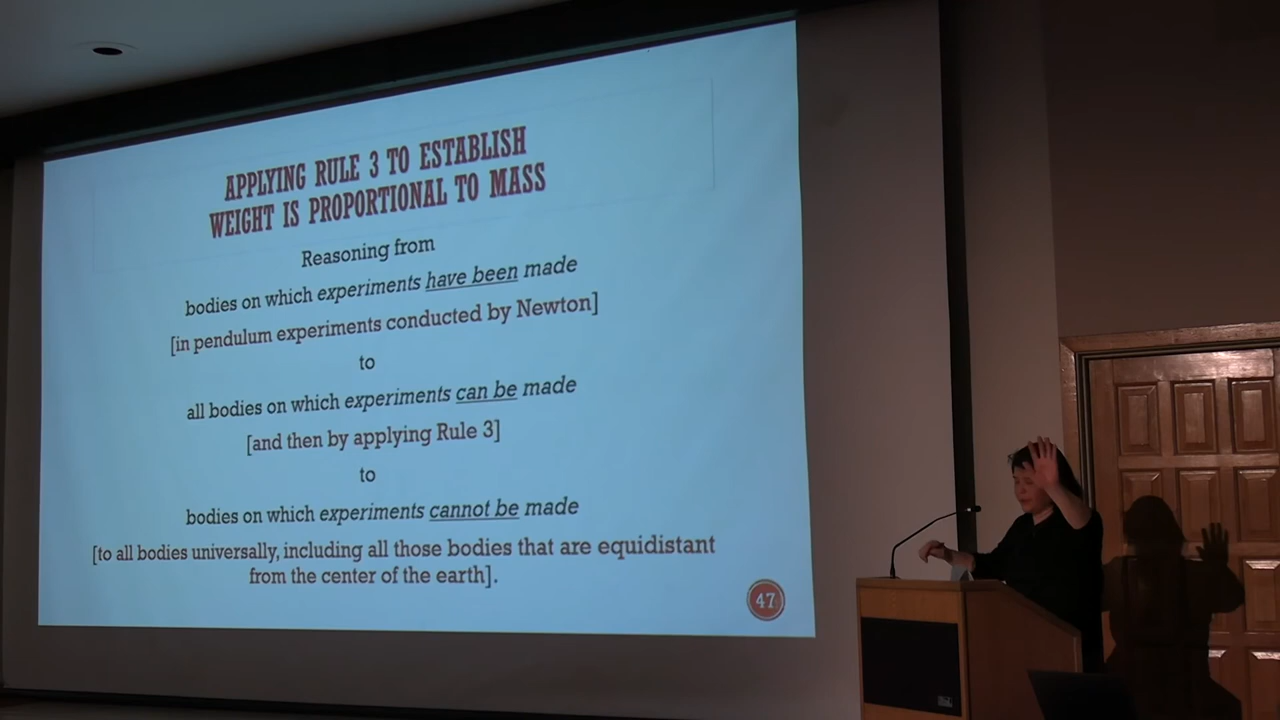 APPLYING RULE 3 TO ESTABLISH
WEIGHT IS PROPORTIONAL TO MASS
Reasoning from
bodies on which experiments have been made
[in pendulum experiments conducted by Newton]
to
all bodies on which experiments can be made
[and then by applying Rule 3]
to
bodies on which experiments cannot be made
[to all bodies universally, including all those bodies that are equidistant
from the center of the earth].
47